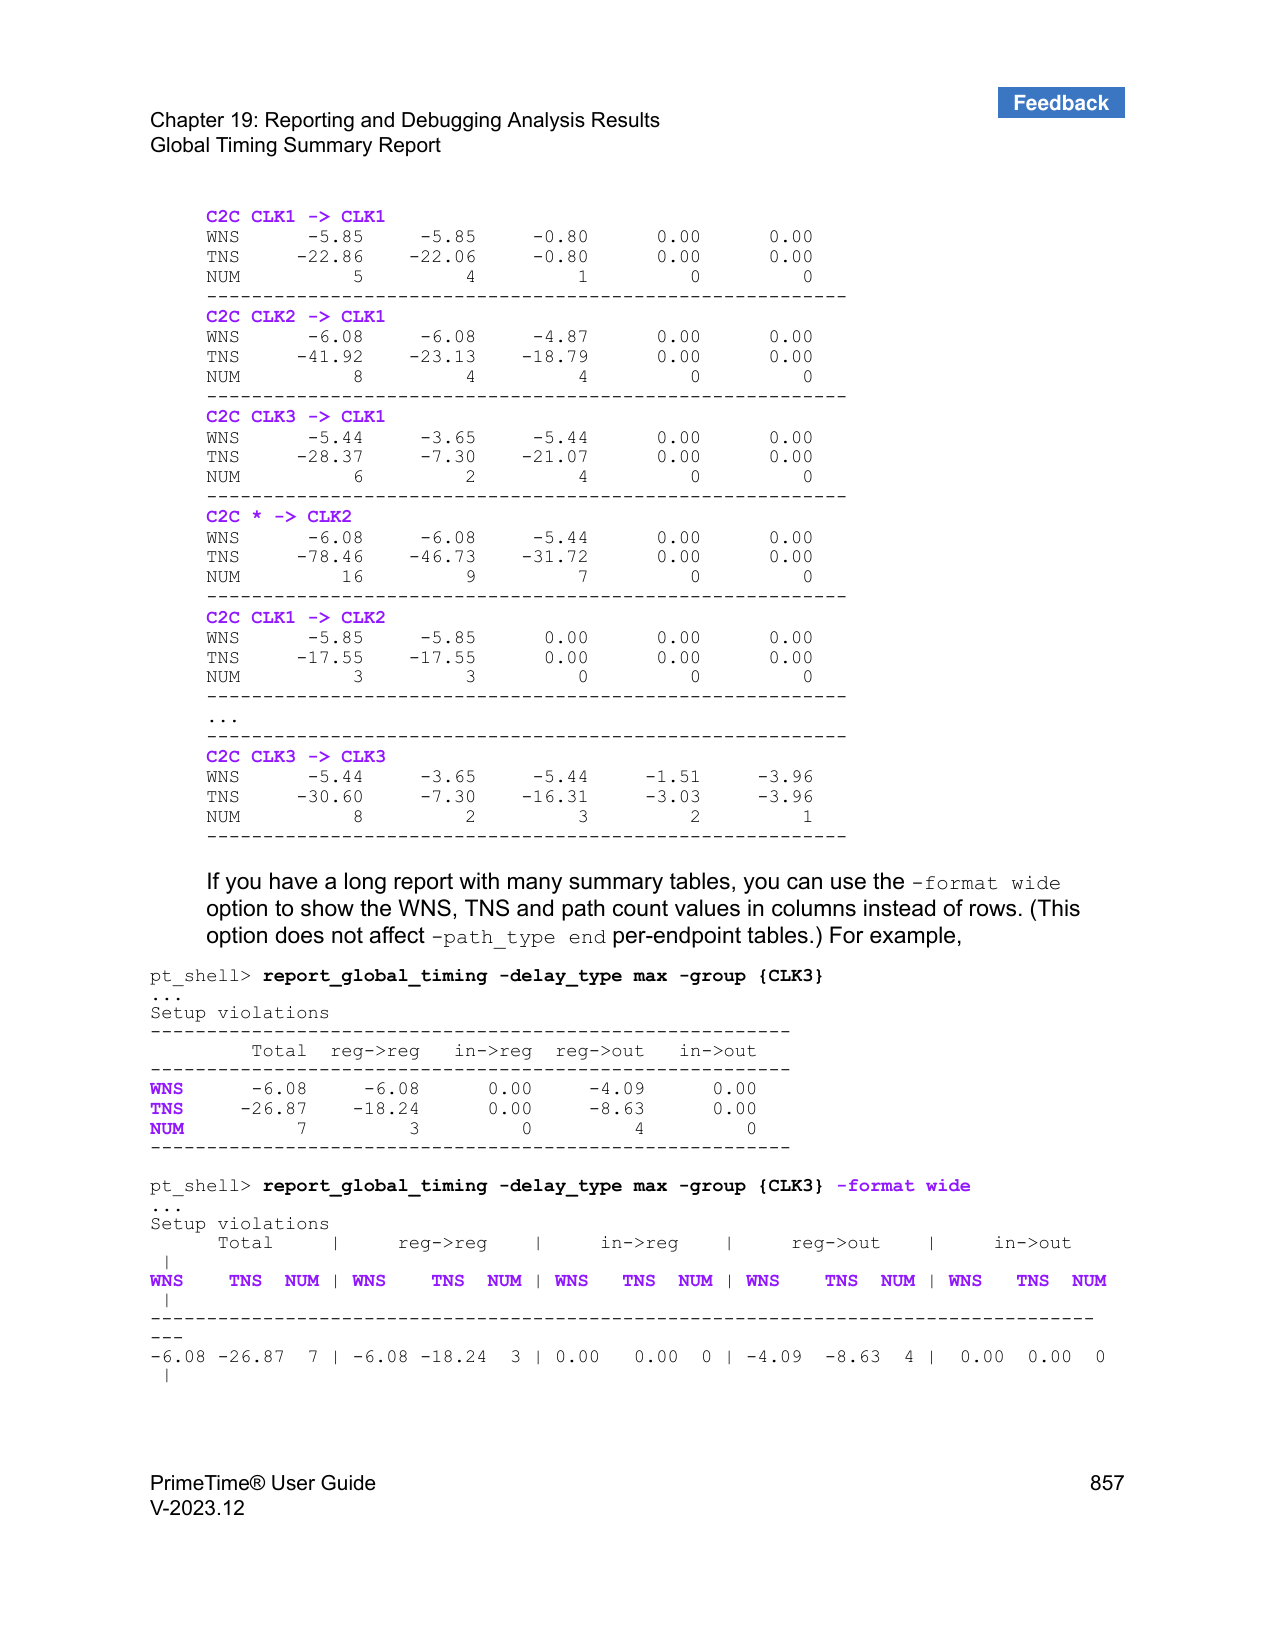 Feedback
Chapter 19: Reporting and Debugging Analysis Results
Global Timing Summary Report
C2C CLK1 -> CLK1
WNS      -5.85     -5.85     -0.80      0.00      0.00
TNS     -22.86    -22.06     -0.80      0.00      0.00
NUM          5         4         1         0         0
---------------------------------------------------------
C2C CLK2 -> CLK1
WNS      -6.08     -6.08     -4.87      0.00      0.00
TNS     -41.92    -23.13    -18.79      0.00      0.00
NUM          8         4         4         0         0
---------------------------------------------------------
C2C CLK3 -> CLK1
WNS      -5.44     -3.65     -5.44      0.00      0.00
TNS     -28.37     -7.30    -21.07      0.00      0.00
NUM          6         2         4         0         0
---------------------------------------------------------
C2C * -> CLK2
WNS      -6.08     -6.08     -5.44      0.00      0.00
TNS     -78.46    -46.73    -31.72      0.00      0.00
NUM         16         9         7         0         0
---------------------------------------------------------
C2C CLK1 -> CLK2
WNS      -5.85     -5.85      0.00      0.00      0.00
TNS     -17.55    -17.55      0.00      0.00      0.00
NUM          3         3         0         0         0
---------------------------------------------------------
...
---------------------------------------------------------
C2C CLK3 -> CLK3
WNS      -5.44     -3.65     -5.44     -1.51     -3.96
TNS     -30.60     -7.30    -16.31     -3.03     -3.96
NUM          8         2         3         2         1
---------------------------------------------------------
If you have a long report with many summary tables, you can use the -format wide
option to show the WNS, TNS and path count values in columns instead of rows. (This
option does not affect -path_type end per-endpoint tables.) For example,
pt_shell> report_global_timing -delay_type max -group {CLK3}
...
Setup violations
---------------------------------------------------------
         Total  reg->reg   in->reg  reg->out   in->out
---------------------------------------------------------
WNS      -6.08     -6.08      0.00     -4.09      0.00
TNS     -26.87    -18.24      0.00     -8.63      0.00
NUM          7         3         0         4         0
---------------------------------------------------------
pt_shell> report_global_timing -delay_type max -group {CLK3} -format wide
...
Setup violations
      Total     |     reg->reg    |     in->reg    |     reg->out    |     in->out
 |
WNS    TNS  NUM | WNS    TNS  NUM | WNS   TNS  NUM | WNS    TNS  NUM | WNS   TNS  NUM
 |
------------------------------------------------------------------------------------
---
-6.08 -26.87  7 | -6.08 -18.24  3 | 0.00   0.00  0 | -4.09  -8.63  4 |  0.00  0.00  0
 |
PrimeTime® User Guide 857
V-2023.12